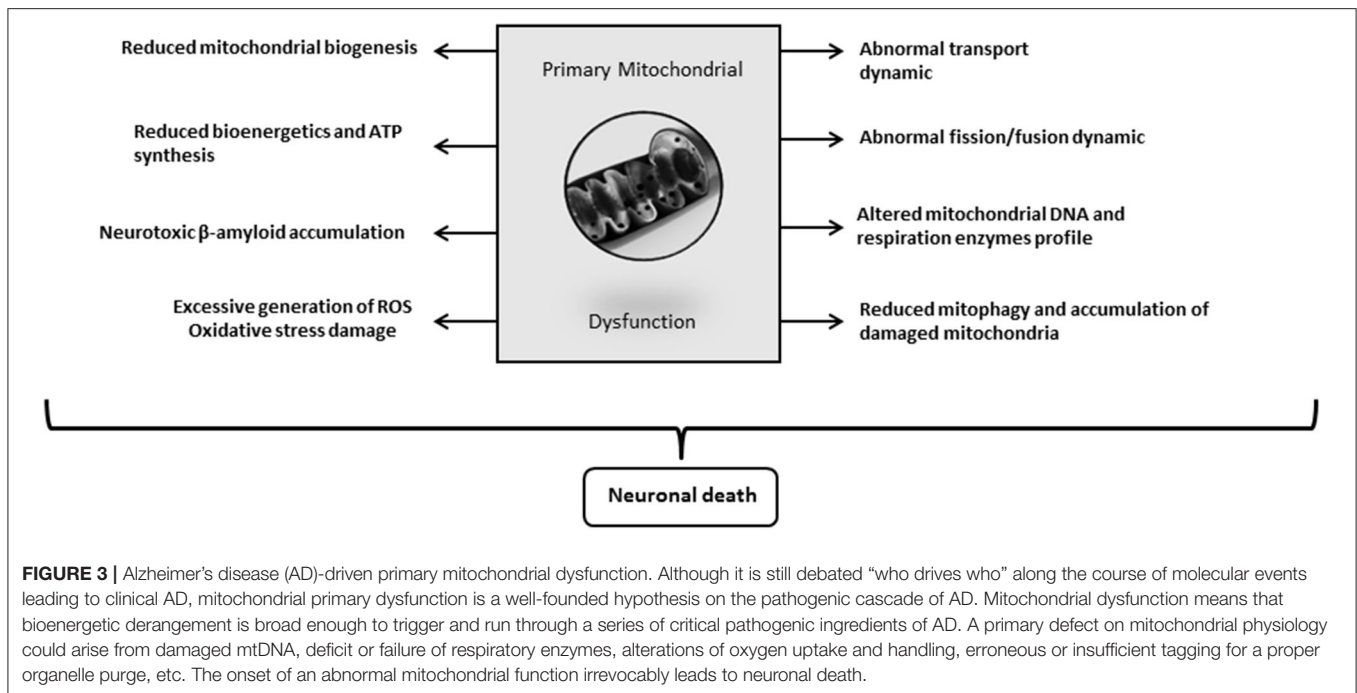 Reduced mitochondrial biogenesis
Reduced bioenergetics and ATP
synthesis
Neurotoxic β-amyloid accumulation
Excessive generation of ROS
Oxidative stress damage
Primary Mitochondrial
Dysfunction
Abnormal transport
dynamic
Abnormal fission/fusion dynamic
Altered mitochondrial DNA and
respiration enzymes profile
Reduced mitophagy and accumulation of
damaged mitochondria
Neuronal death
FIGURE 3 | Alzheimer's disease (AD)-driven primary mitochondrial dysfunction. Although it is still debated “who drives who” along the course of molecular events
leading to clinical AD, mitochondrial primary dysfunction is a well-founded hypothesis on the pathogenic cascade of AD. Mitochondrial dysfunction means that
bioenergetic derangement is broad enough to trigger and run through a series of critical pathogenic ingredients of AD. A primary defect on mitochondrial physiology
could arise from damaged mtDNA, deficit or failure of respiratory enzymes, alterations of oxygen uptake and handling, erroneous or insufficient tagging for a proper
organelle purge, etc. The onset of an abnormal mitochondrial function irrevocably leads to neuronal death.